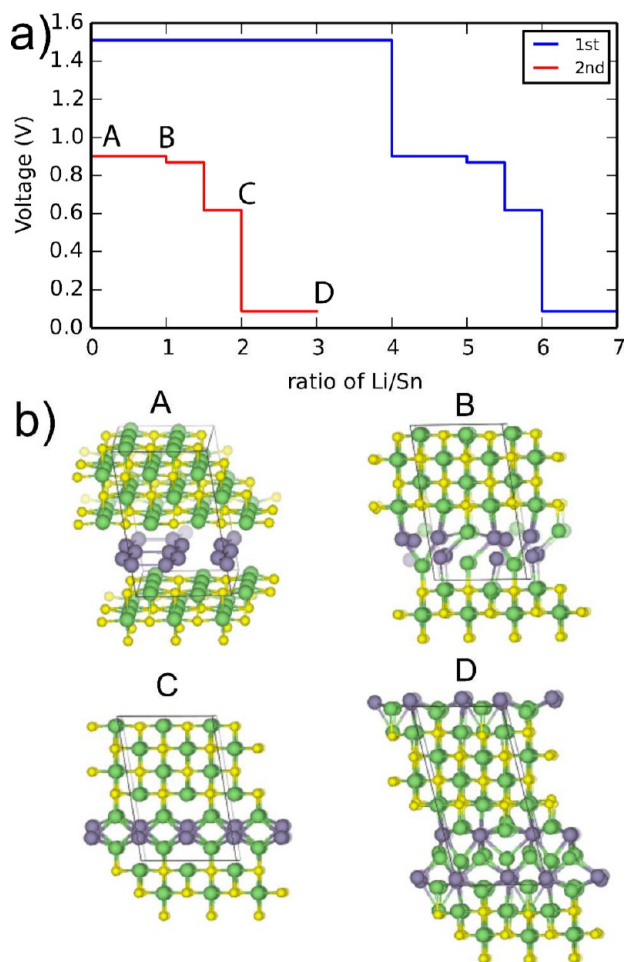 a)
1.6
1.4
1.2
1.0
0.8
0.6
0.4
0.2
0.0
Voltage (V)
1st
2nd
A
B
C
D
0 1 2 3 4 5 6 7
ratio of Li/Sn
b)
A
B
C
D